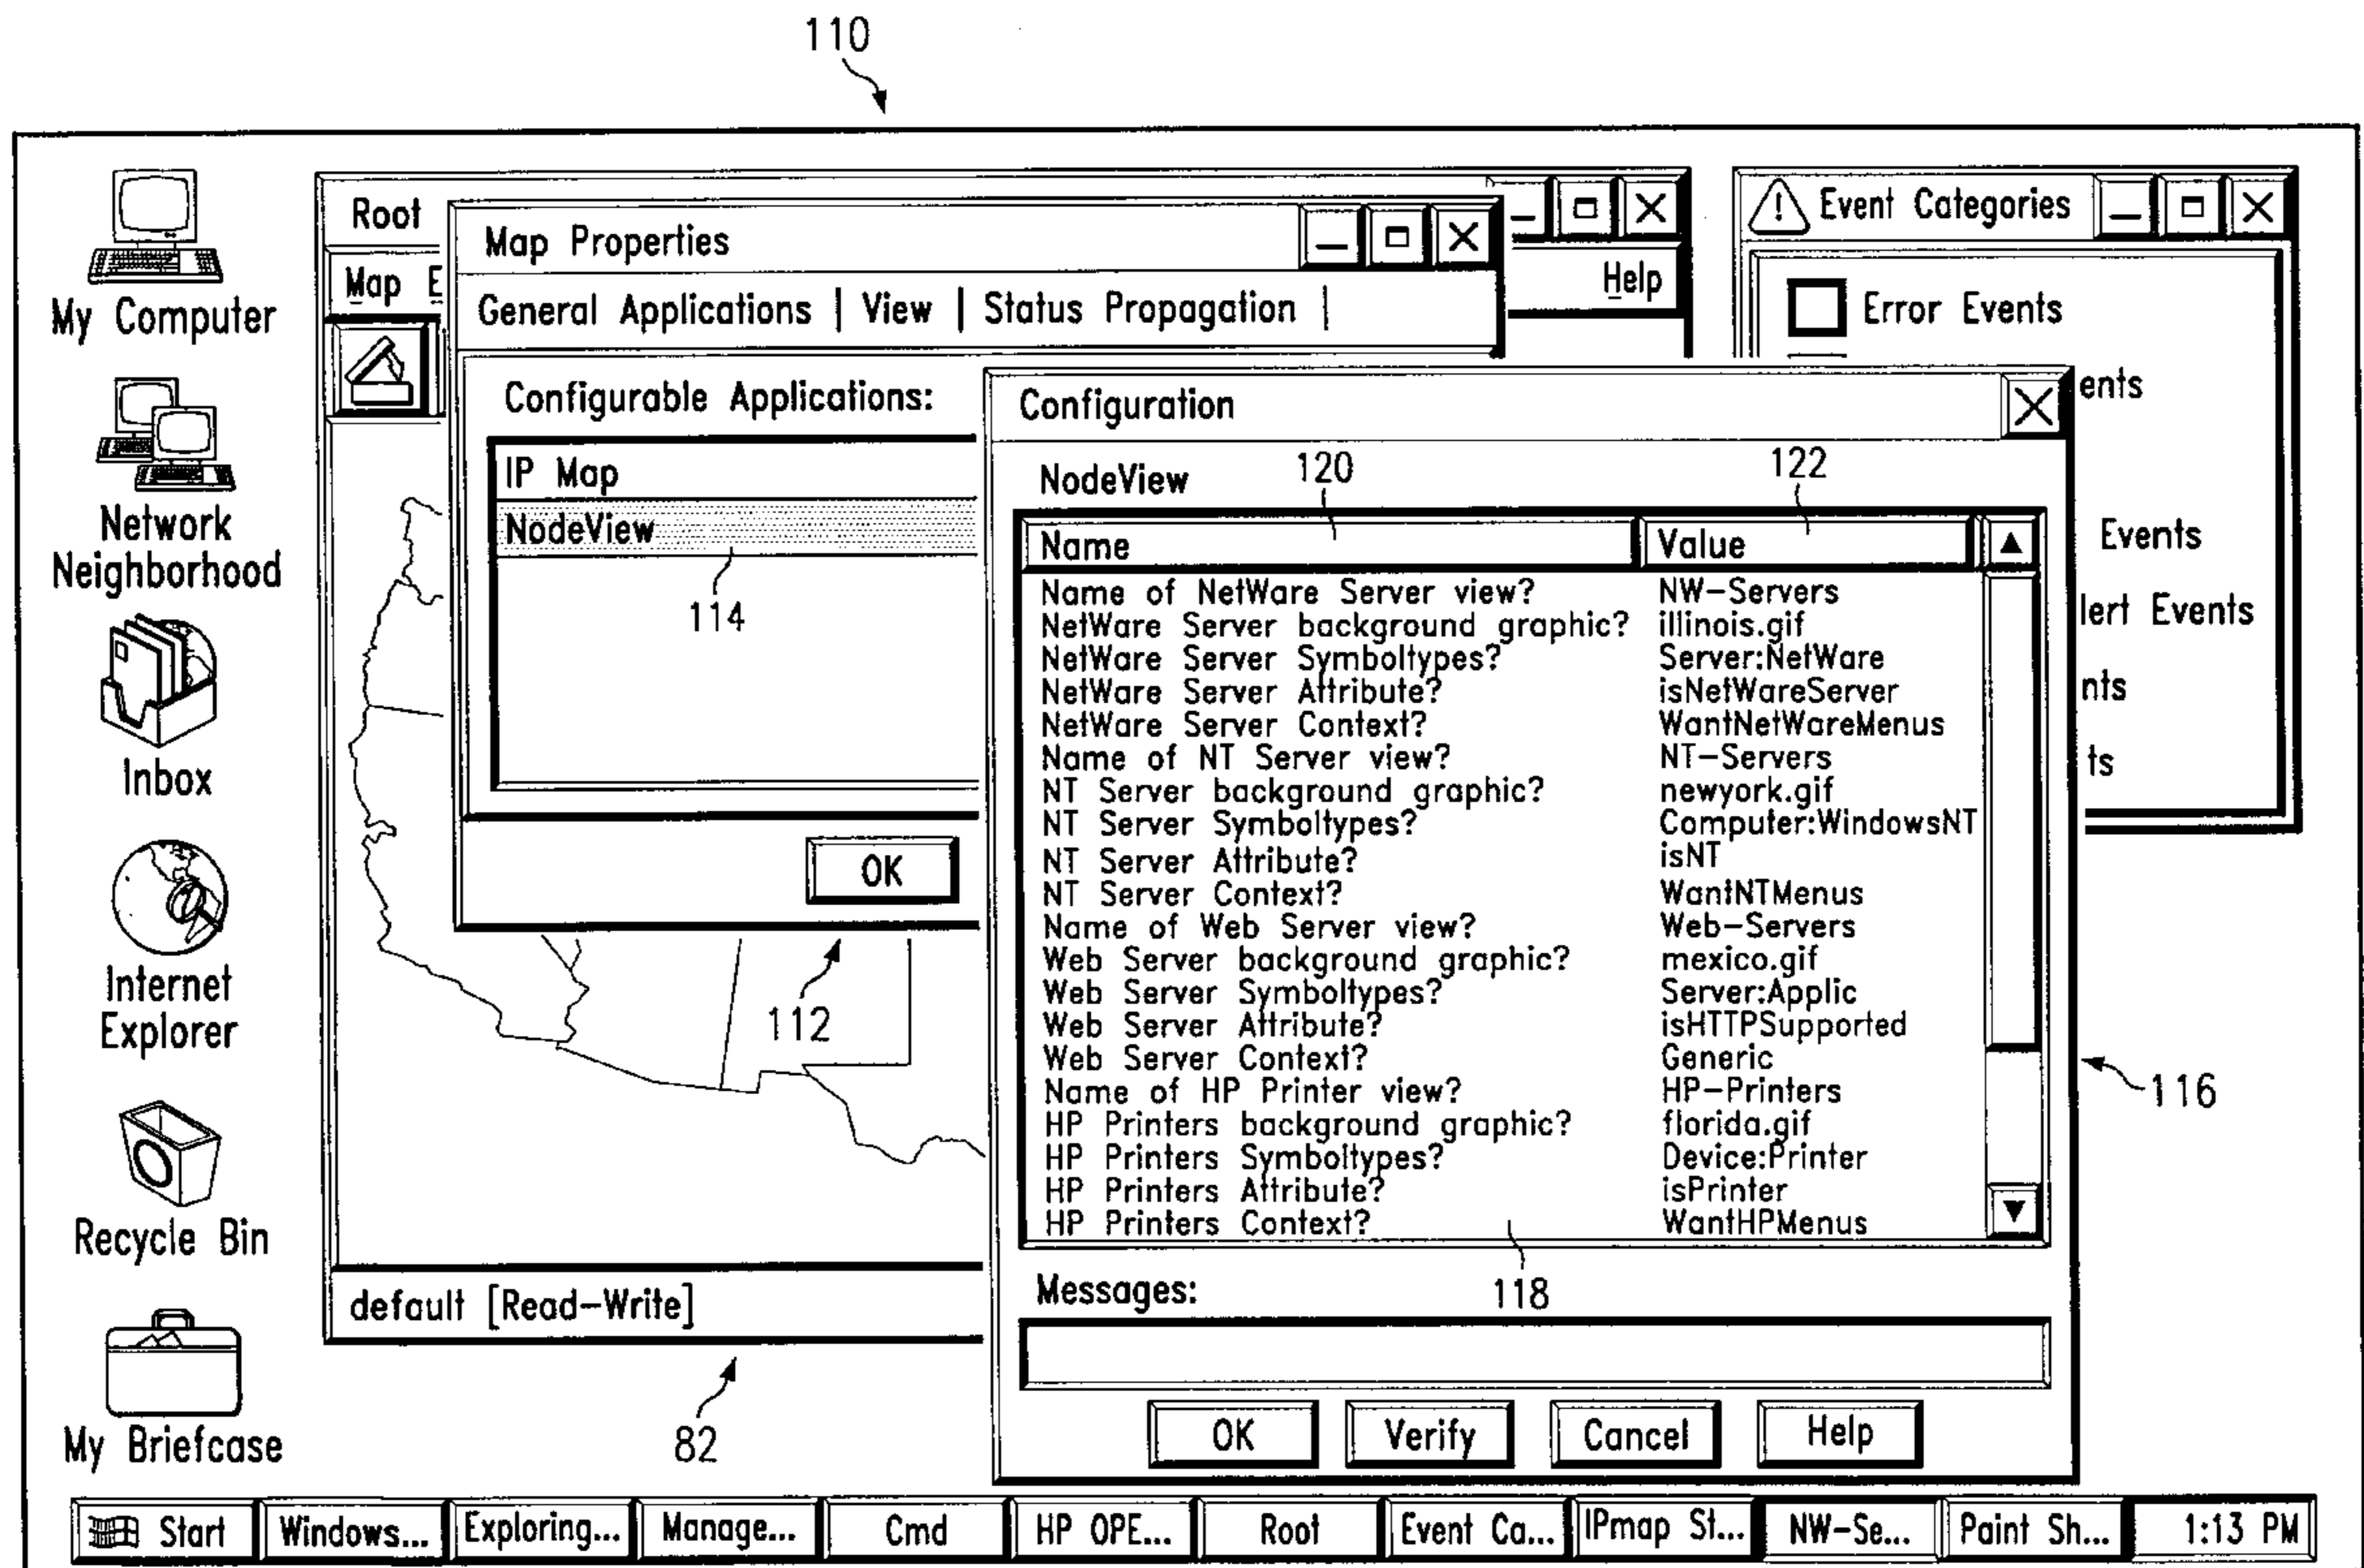 110
My Computer
Network
Neighborhood
Inbox
Internet
Explorer
Recycle Bin
My Briefcase
Root
Map E
Help
default [Read-Write]
82
Map Properties
General Applications | View | Status Propagation |
Configurable Applications:
IP Map
NodeView
114
OK
112
Event Categories
Error Events
ents
Events
lert Events
nts
ts
Configuration
NodeView
120
122
Name Value
Name of NetWare Server view? NW-Servers
NetWare Server background graphic? illinois.gif
NetWare Server Symboltypes? Server:NetWare
NetWare Server Attribute? isNetWareServer
NetWare Server Context? WantNetWareMenus
Name of NT Server view? NT-Servers
NT Server background graphic? newyork.gif
NT Server Symboltypes? Computer:WindowsNT
NT Server Attribute? isNT
NT Server Context? WantNTMenus
Name of Web Server view? Web-Servers
Web Server background graphic? mexico.gif
Web Server Symboltypes? Server:Applic
Web Server Attribute? isHTTPSupported
Web Server Context? Generic
Name of HP Printer view? HP-Printers
HP Printers background graphic? florida.gif
HP Printers Symboltypes? Device:Printer
HP Printers Attribute? isPrinter
HP Printers Context? WantHPMenus
116
118
Messages:
OK Verify Cancel Help
Start Windows... Exploring... Manage... Cmd HP OPE... Root Event Ca... IPmap St... NW-Se... Paint Sh... 1:13 PM